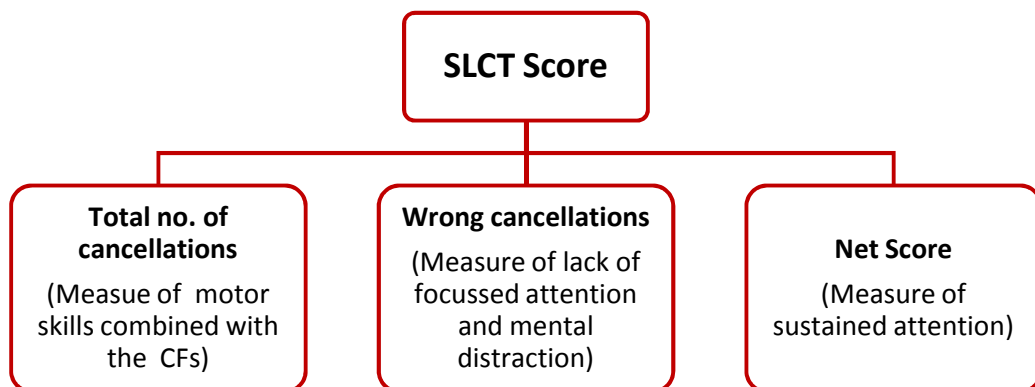 SLCT Score
Total no. of
cancellations
(Measue of motor
skills combined with
the CFs)
Wrong cancellations
(Measure of lack of
focussed attention
and mental
distraction)
Net Score
(Measure of
sustained attention)